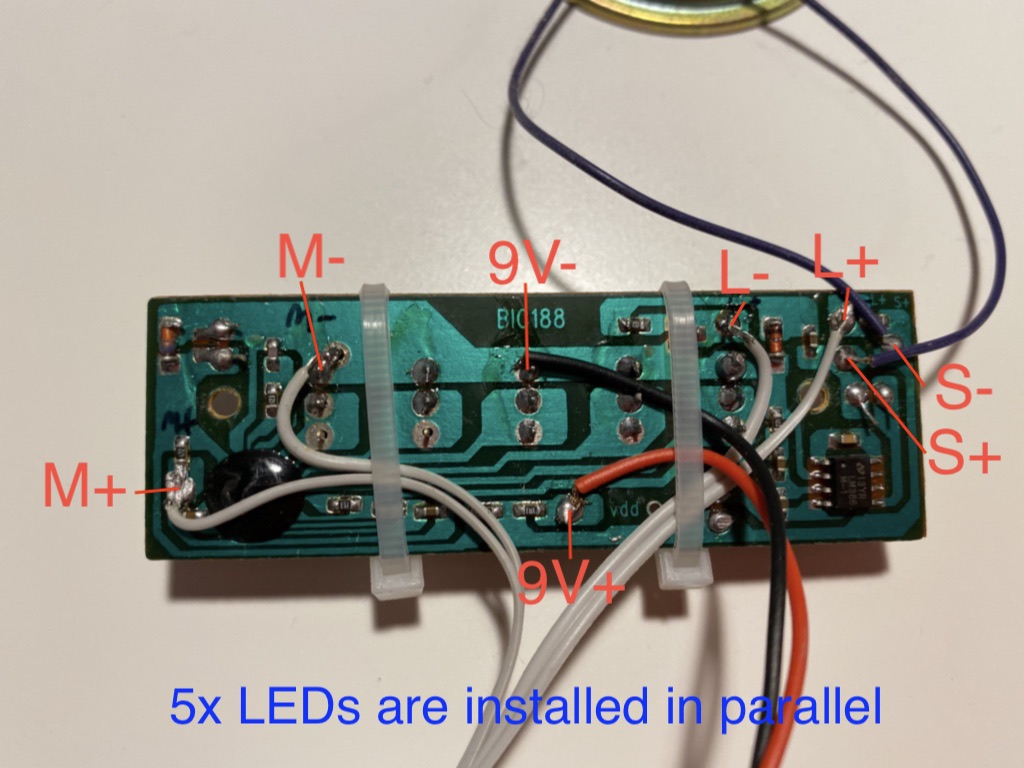 M-
9V-
L-
L+
BIC188
S+
M-
M+
S-
S+
M+
vdd
9V+
5x LEDs are installed in parallel